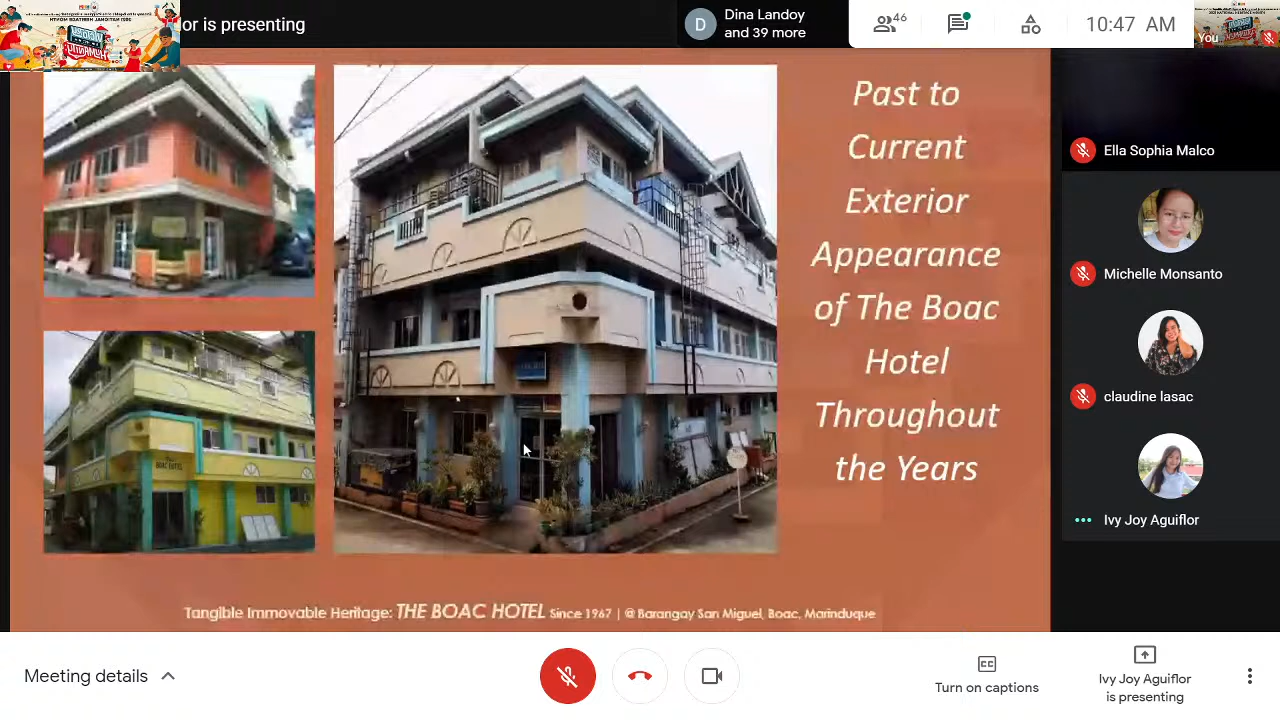 or is presenting
Dina Landoy
and 39 more
46
10:47 AM
You
Past to
Current
Exterior
Appearance
of The Boac
Hotel
Throughout
the Years
BOAC HOTEL
Tangible Immovable Heritage: THE BOAC HOTEL Since 1967 | @ Barangay San Miguel, Boac, Marinduque
Ella Sophia Malco
Michelle Monsanto
claudine lasac
Ivy Joy Aguiflor
Meeting details
Turn on captions
Ivy Joy Aguiflor
is presenting